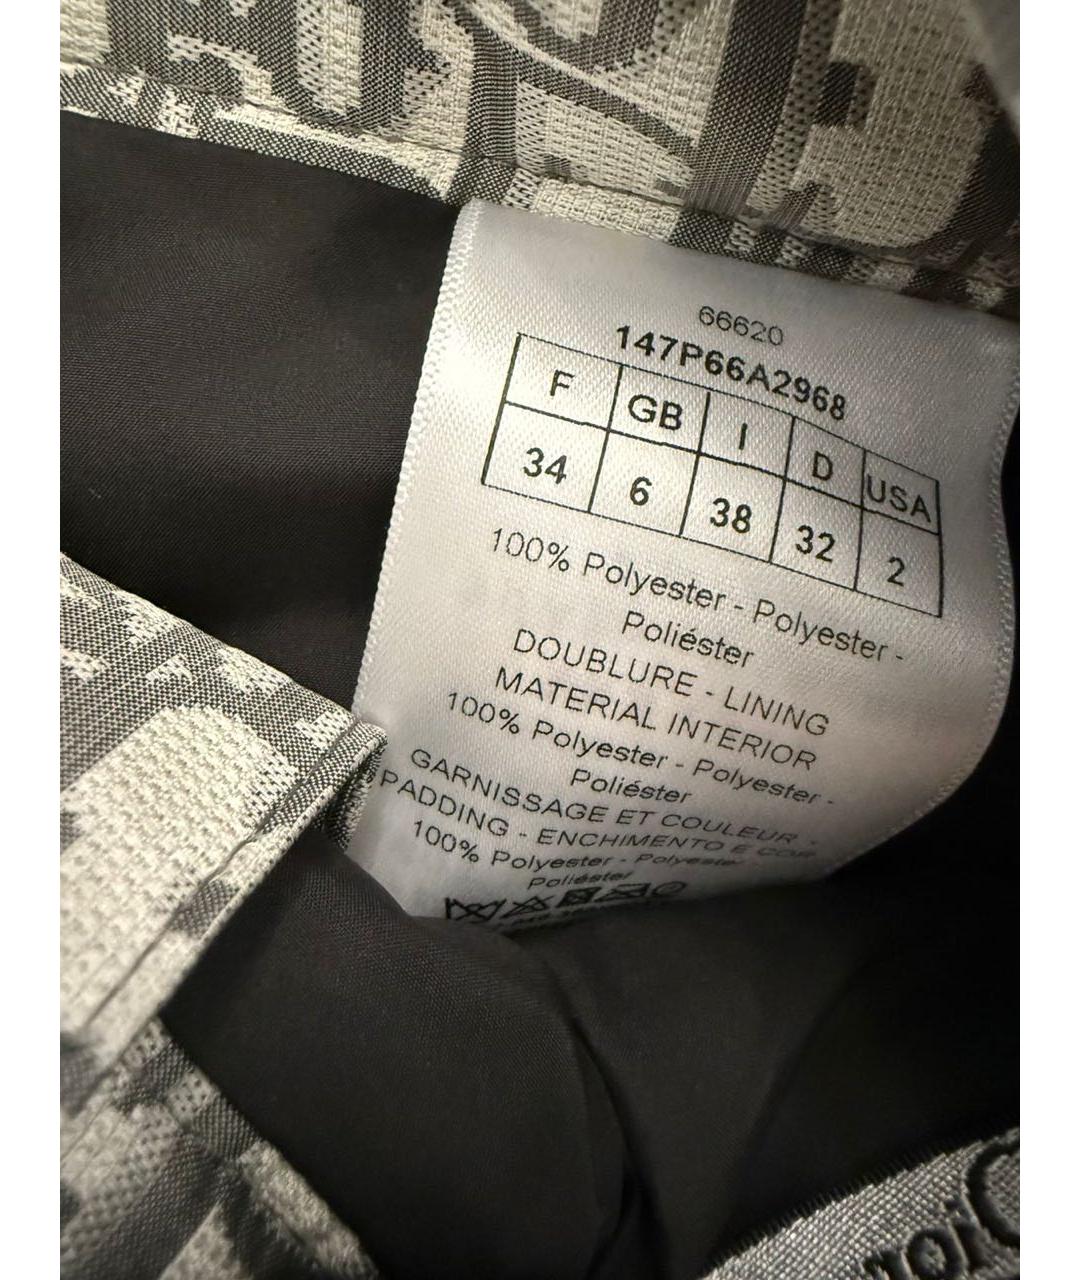 66620
147P66A2968
F GB I D USA
34 6 38 32 2
100% Polyester - Polyester -
Poliéster
DOUBLURE - LINING
MATERIAL INTERIOR
100% Polyester - Polyester -
Poliéster
GARNISSAGE ET COULEUR -
PADDING - ENCHIMENTO E COR
100% Polyester - Polyester
Poliéster